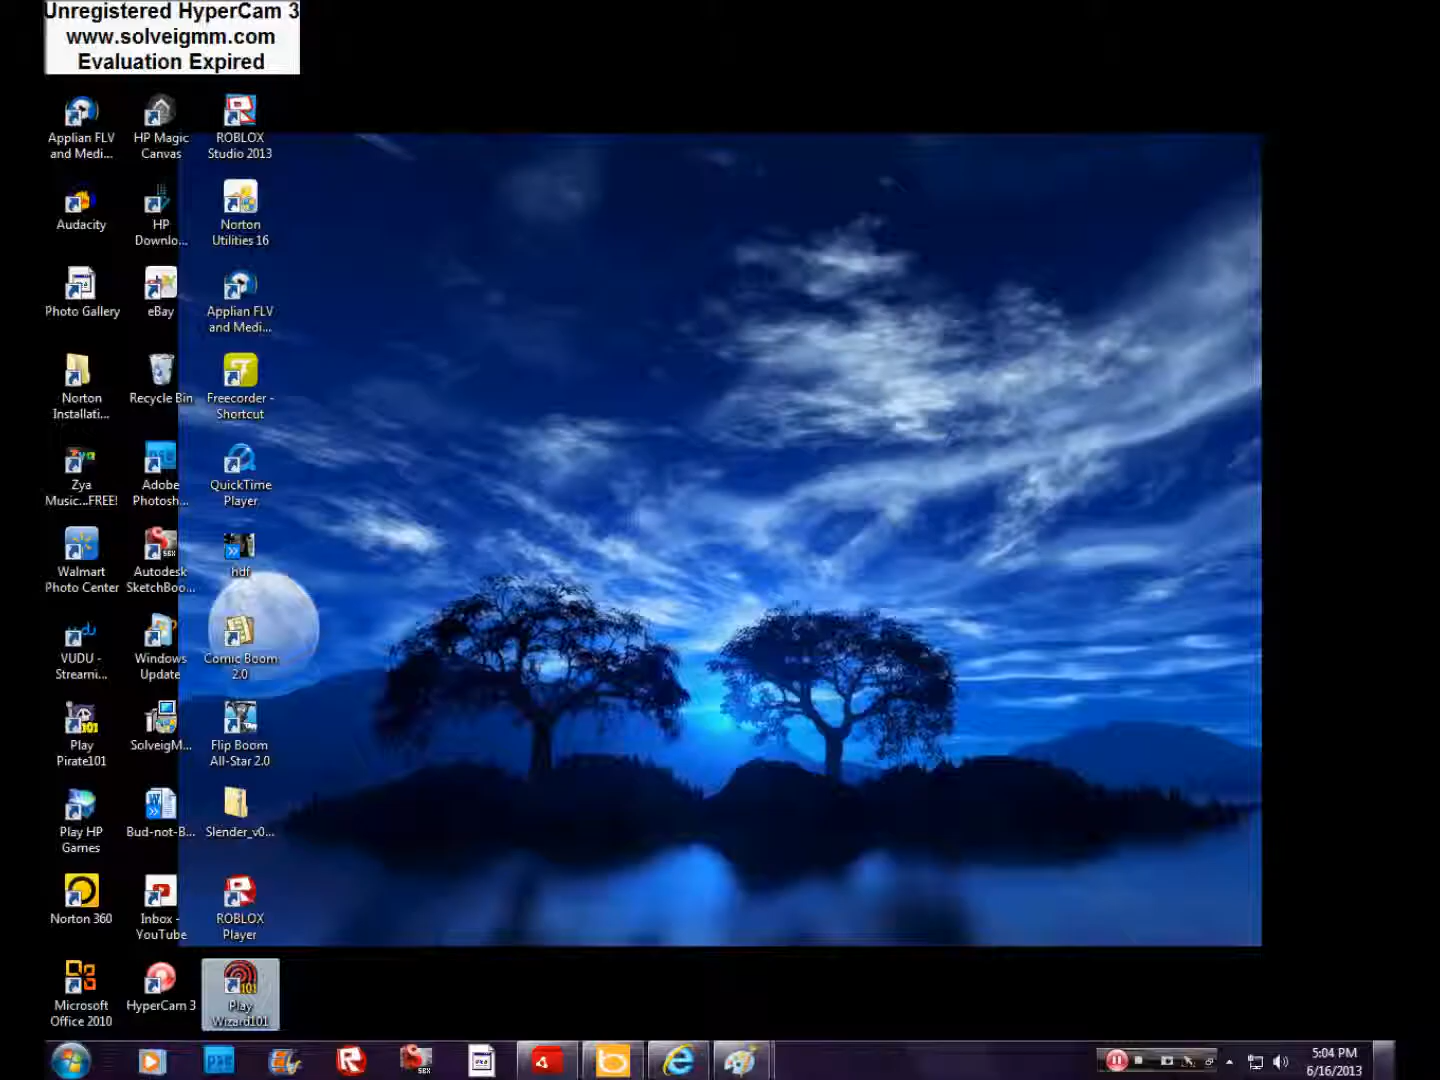 Unregistered HyperCam 3
www.solveigmm.com
Evaluation Expired
Applian FLV
and Medi...
HP Magic
Canvas
ROBLOX
Studio 2013
Audacity
HP
Downlo...
Norton
Utilities 16
Photo Gallery
eBay
Applian FLV
and Medi...
Norton
Installati...
Recycle Bin
Freecorder -
Shortcut
Zya
Music...FREE!
Adobe
Photosh...
QuickTime
Player
Walmart
Photo Center
Autodesk
SketchBoo...
hdf
VUDU -
Streami...
Windows
Update
Comic Boom
2.0
Play
Pirate101
SolveigM...
Flip Boom
All-Star 2.0
Play HP
Games
Bud-not-B...
Slender_v0...
Norton 360
Inbox -
YouTube
ROBLOX
Player
Microsoft
Office 2010
HyperCam 3
Play
Wizard101
5:04 PM
6/16/2013